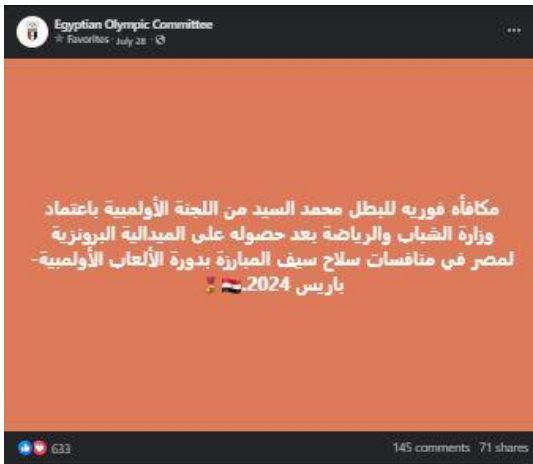 Egyptian Olympic Committee
Favorites · July 28 ·
مكافأه فوريه للبطل محمد السيد من اللجنة الأولمبية باعتماد
وزارة الشباب والرياضة بعد حصوله على الميدالية البرونزية
لمصر في منافسات سلاح سيف المبارزة بدورة الألعاب الأولمبية-
باريس 2024.🇪🇬🎖️
633
145 comments 71 shares